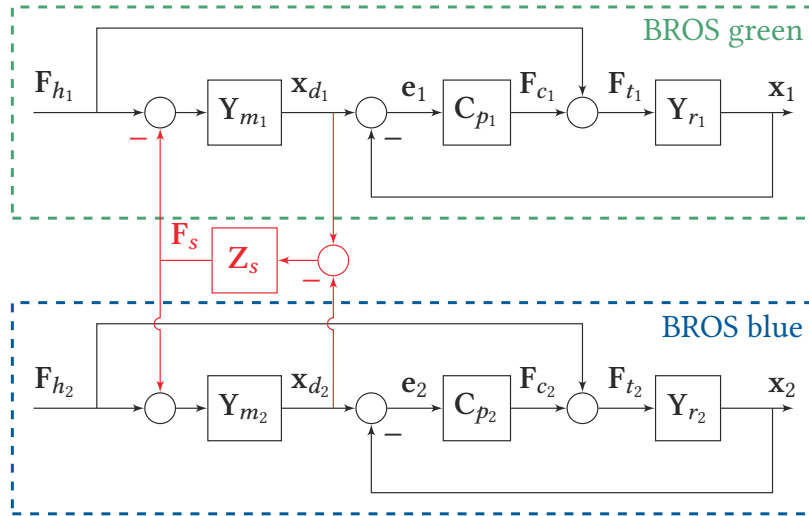 BROS green
F_{h_1} x_{d_1} e_1 F_{c_1} F_{t_1} x_1
Y_{m_1} C_{p_1} Y_{r_1}
− −
F_s
Z_s
−
BROS blue
F_{h_2} x_{d_2} e_2 F_{c_2} F_{t_2} x_2
Y_{m_2} C_{p_2} Y_{r_2}
−